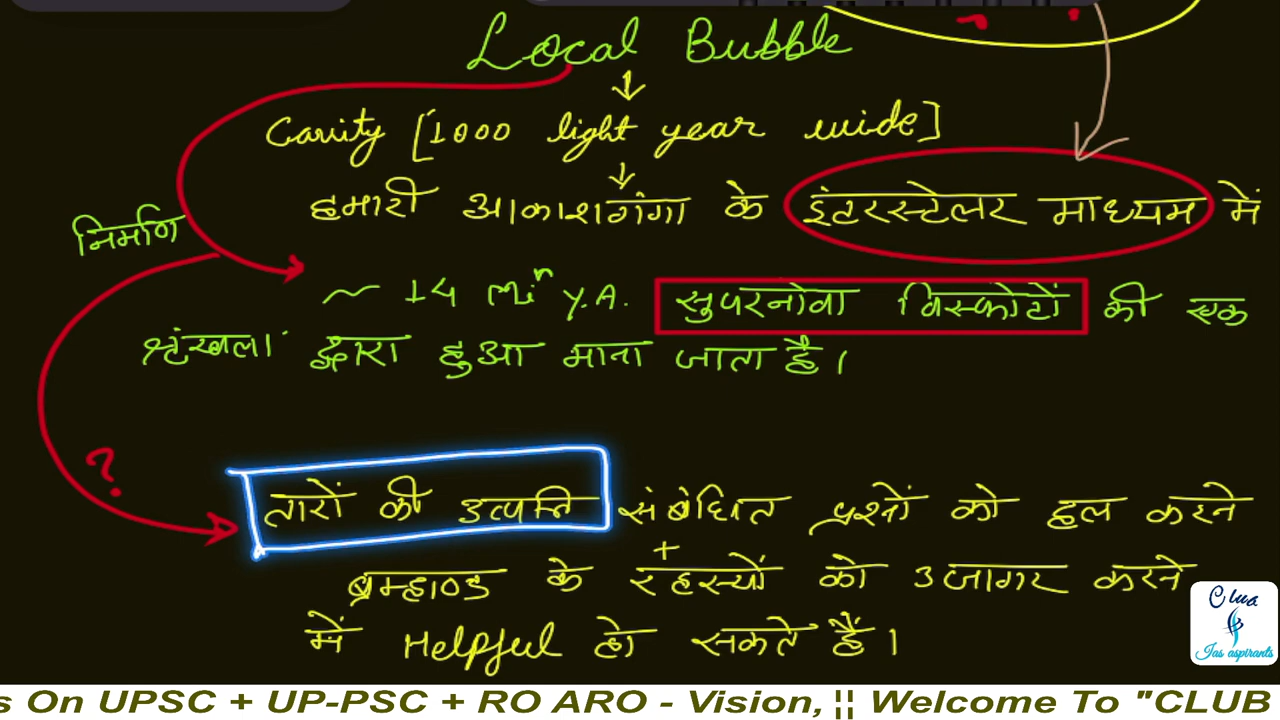 Local Bubble
Cavity [1000 light year wide]
हमारी आकाशगंगा के इंटरस्टेलर माध्यम में
निर्माण
~ 14 Miⁿ Y.A. सुपरनोवा विस्फोटों की एक
श्रृंखला द्वारा हुआ माना जाता है।
?
तारों की उत्पत्ति संबंधित प्रश्नों को हल करने
+
ब्रम्हाण्ड के रहस्यों को उजागर करने
में Helpful हो सकते हैं।
Club
Ias aspirants
s On UPSC + UP-PSC + RO ARO - Vision, ¦¦ Welcome To "CLUB